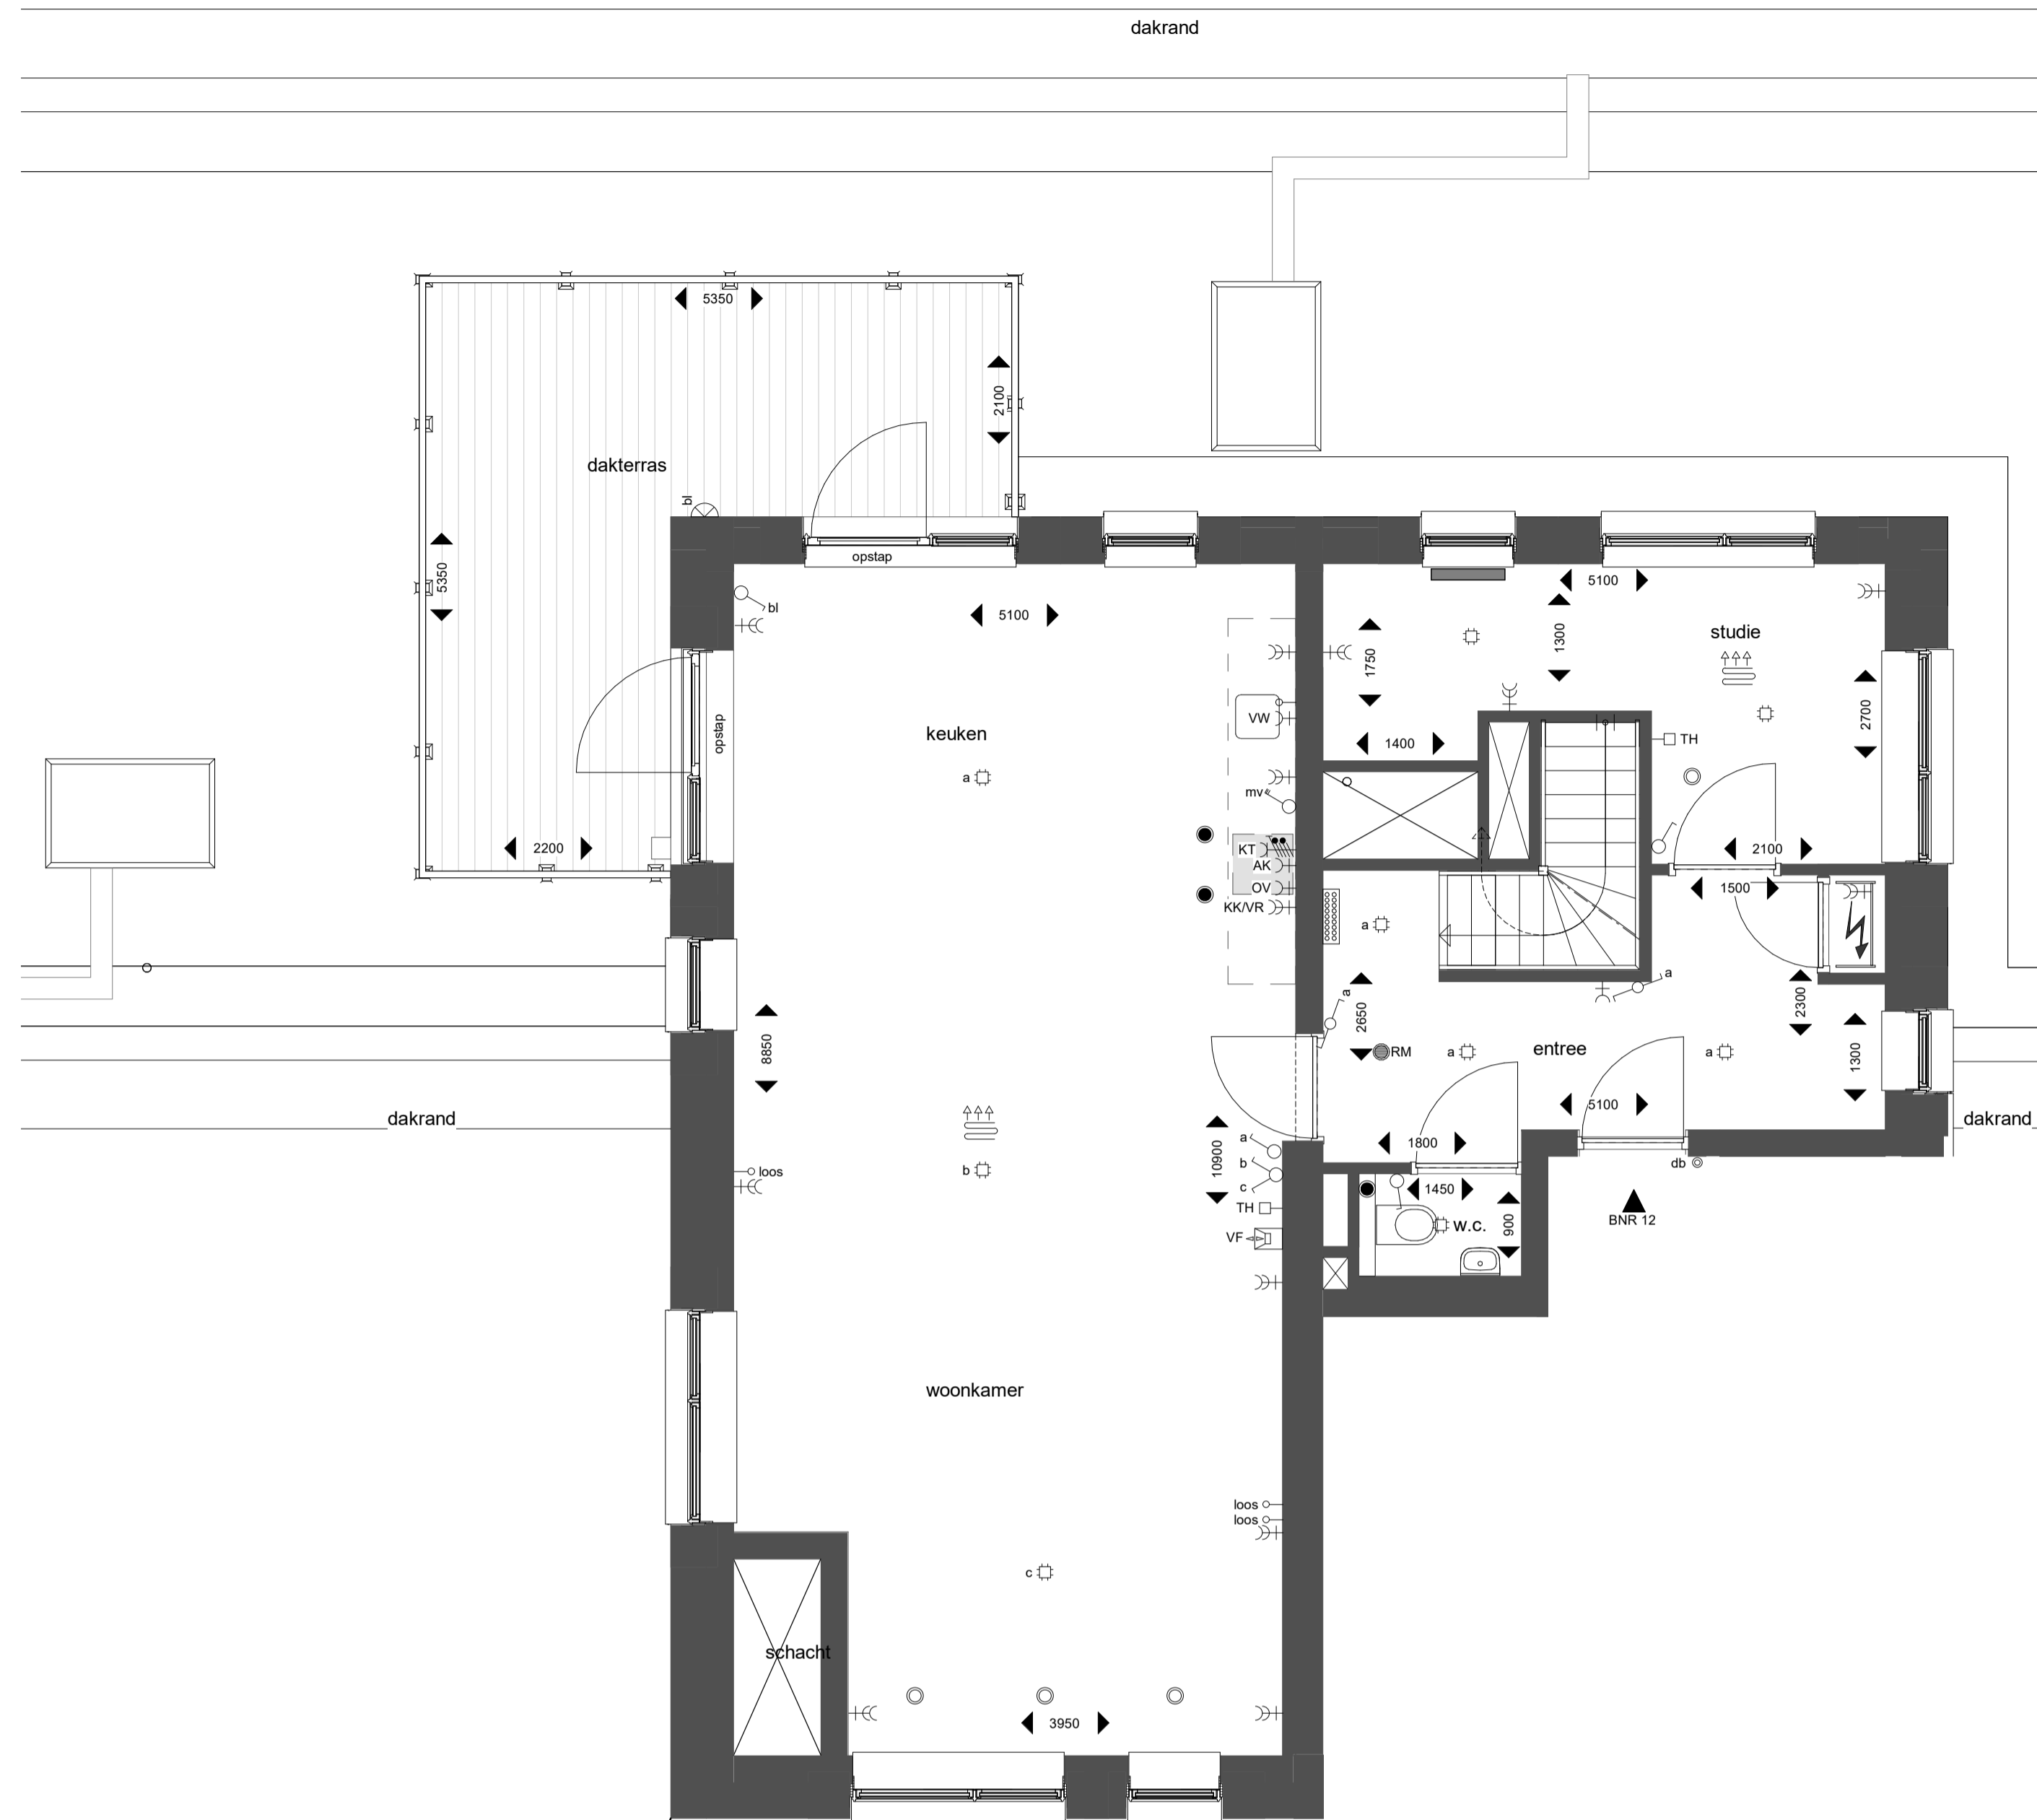 dakrand
5350
2100
dakterras
bl
5350
opstap
5100
bl
5100
1300
1750
studie
2700
opstap
VW
keuken
TH
1400
a
mv
2200
KT
AK
OV
KK/VR
2100
1500
a
a
a
2650
2300
8850
RM
a
entree
a
1300
dakrand
5100
dakrand
a
10900
1800
b
db
loos
c
1450
TH
900
BNR 12
w.c.
VF
b
woonkamer
loos
loos
c
schacht
3950